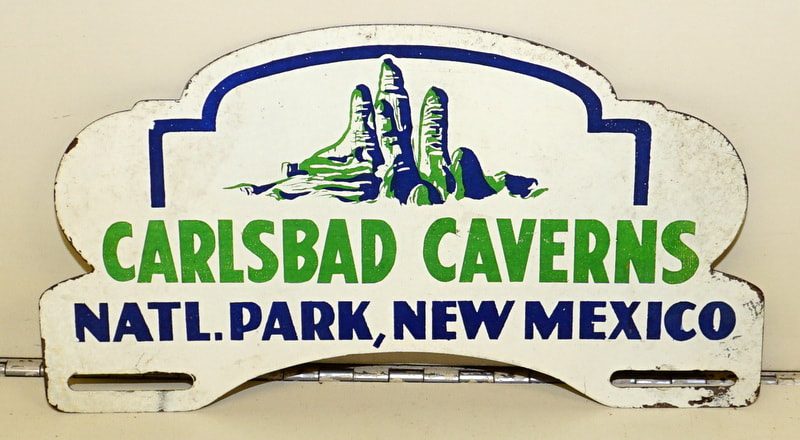 CARLSBAD CAVERNS
NATL. PARK, NEW MEXICO